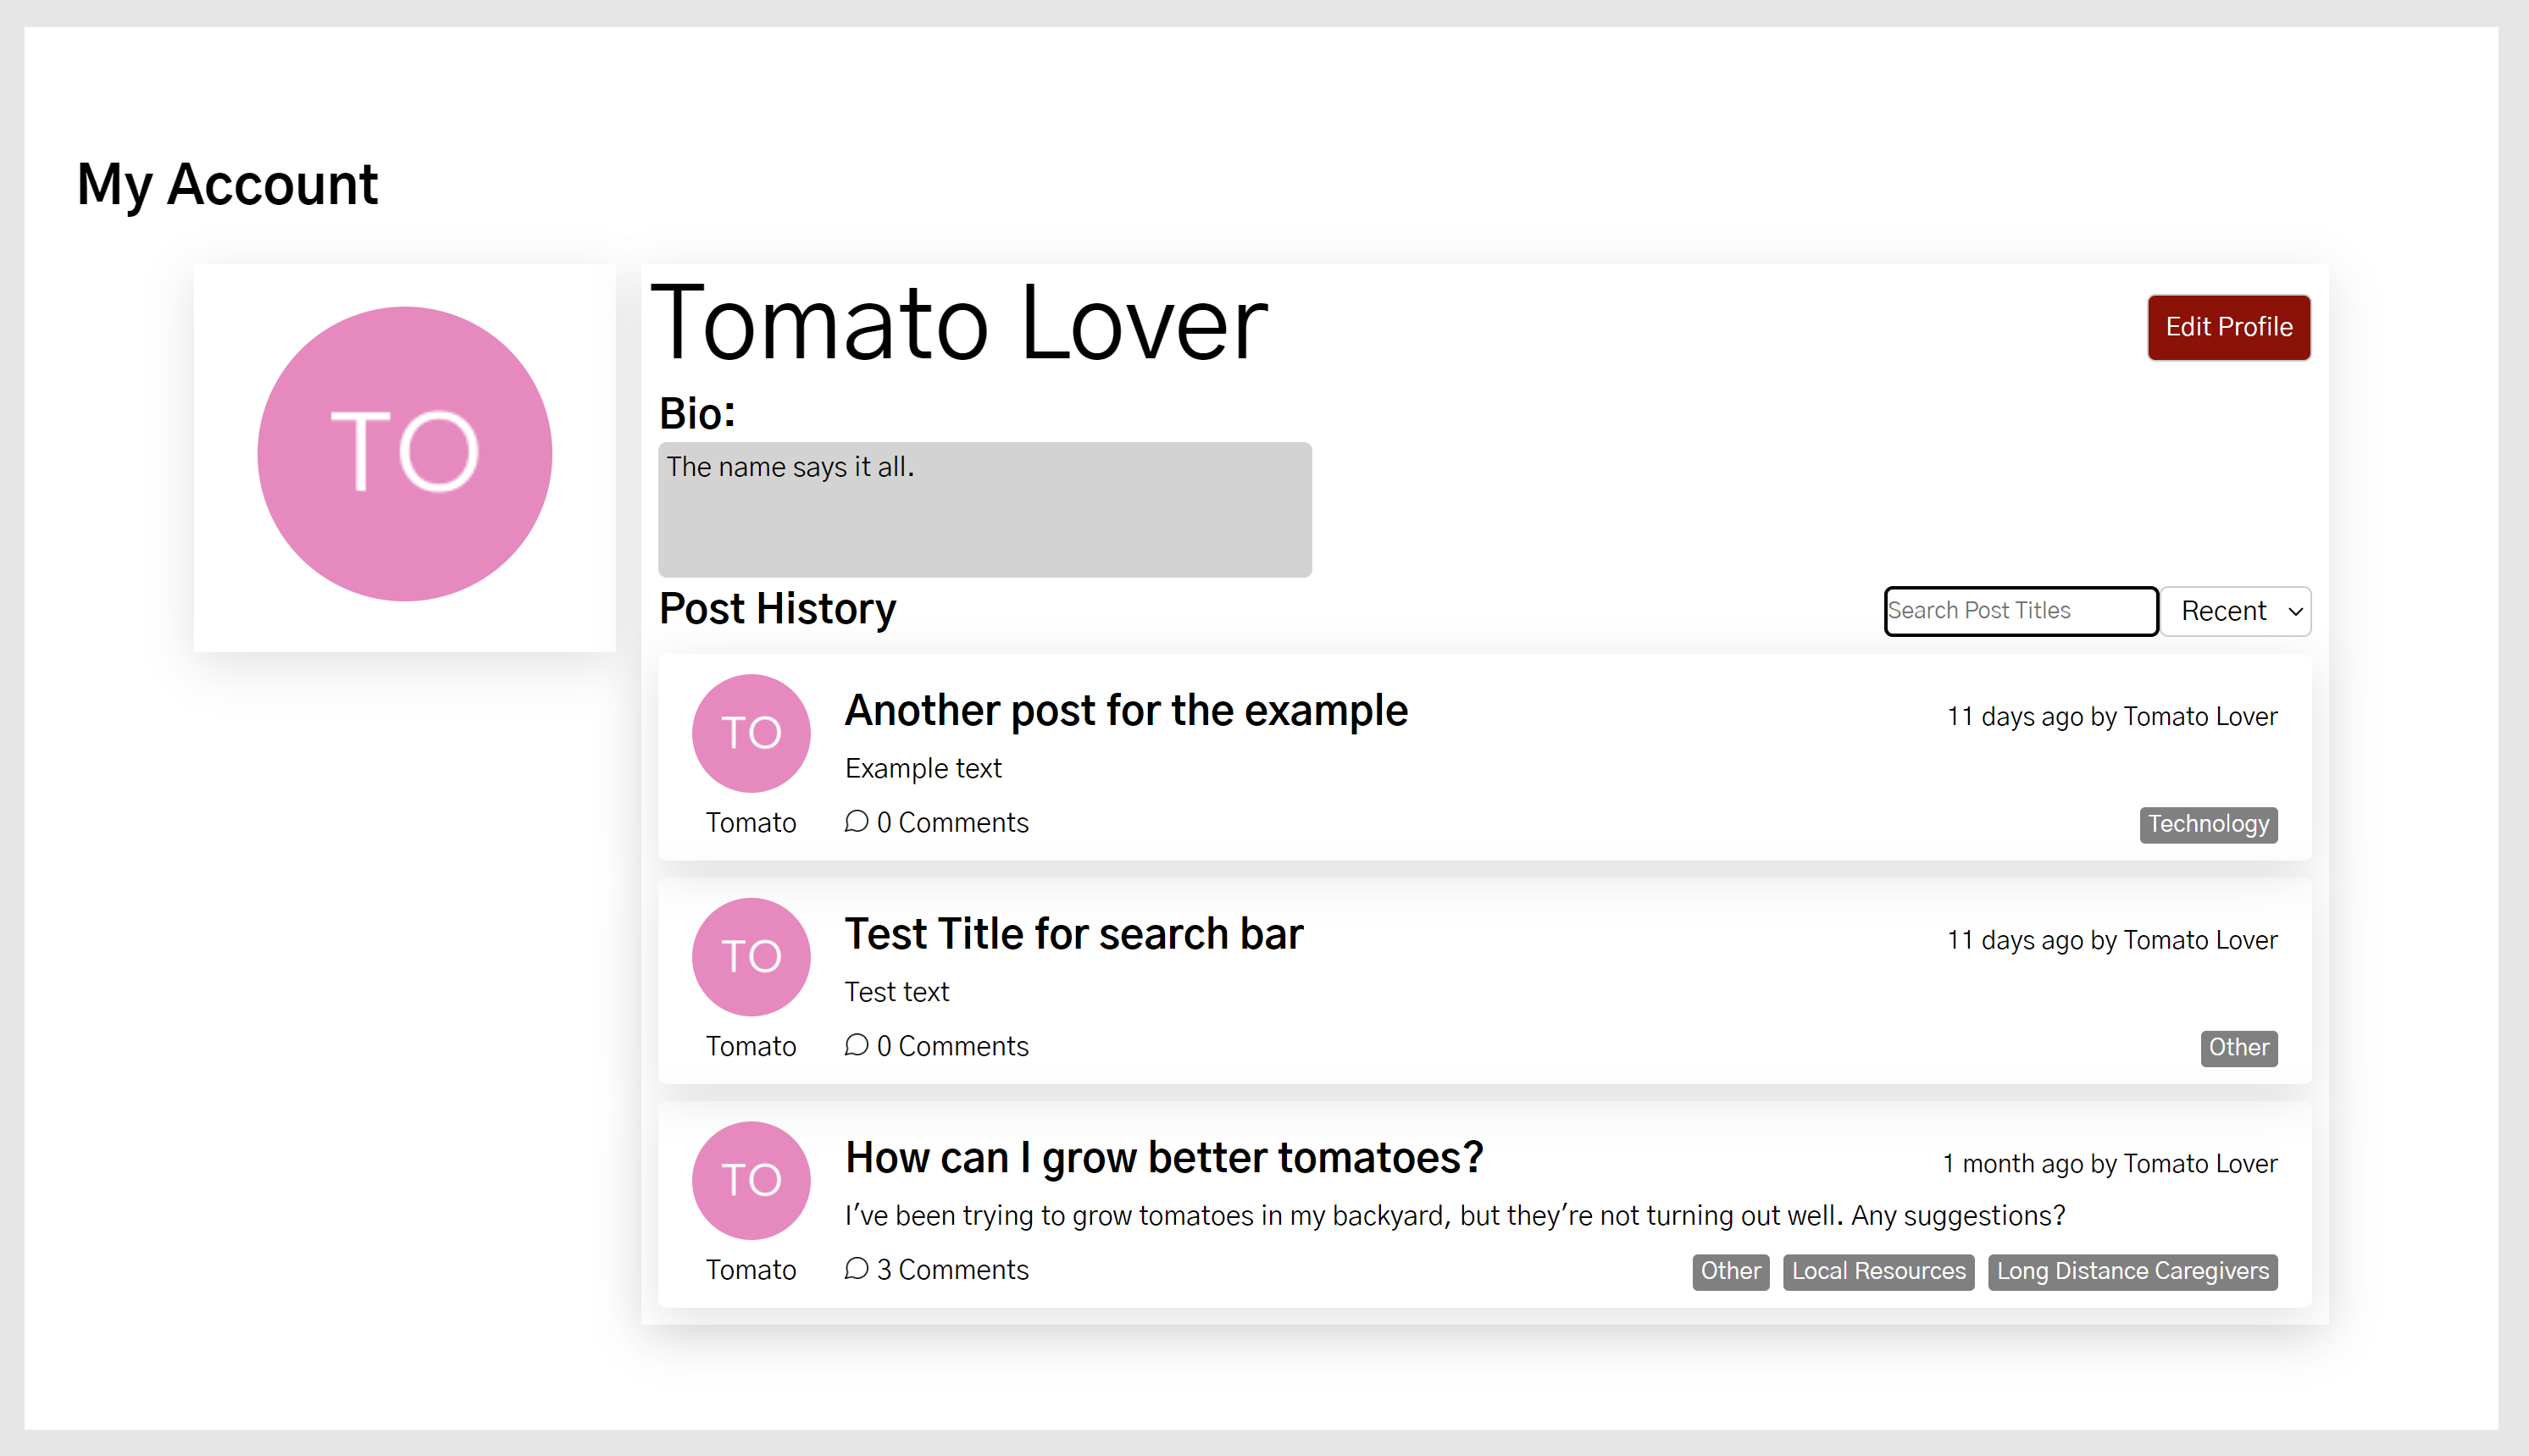 My Account
TO
Tomato Lover
Edit Profile
Bio:
The name says it all.
Post History
Search Post Titles
Recent
TO
Another post for the example
11 days ago by Tomato Lover
Example text
Tomato
0 Comments
Technology
TO
Test Title for search bar
11 days ago by Tomato Lover
Test text
Tomato
0 Comments
Other
TO
How can I grow better tomatoes?
1 month ago by Tomato Lover
I've been trying to grow tomatoes in my backyard, but they're not turning out well. Any suggestions?
Tomato
3 Comments
Other
Local Resources
Long Distance Caregivers